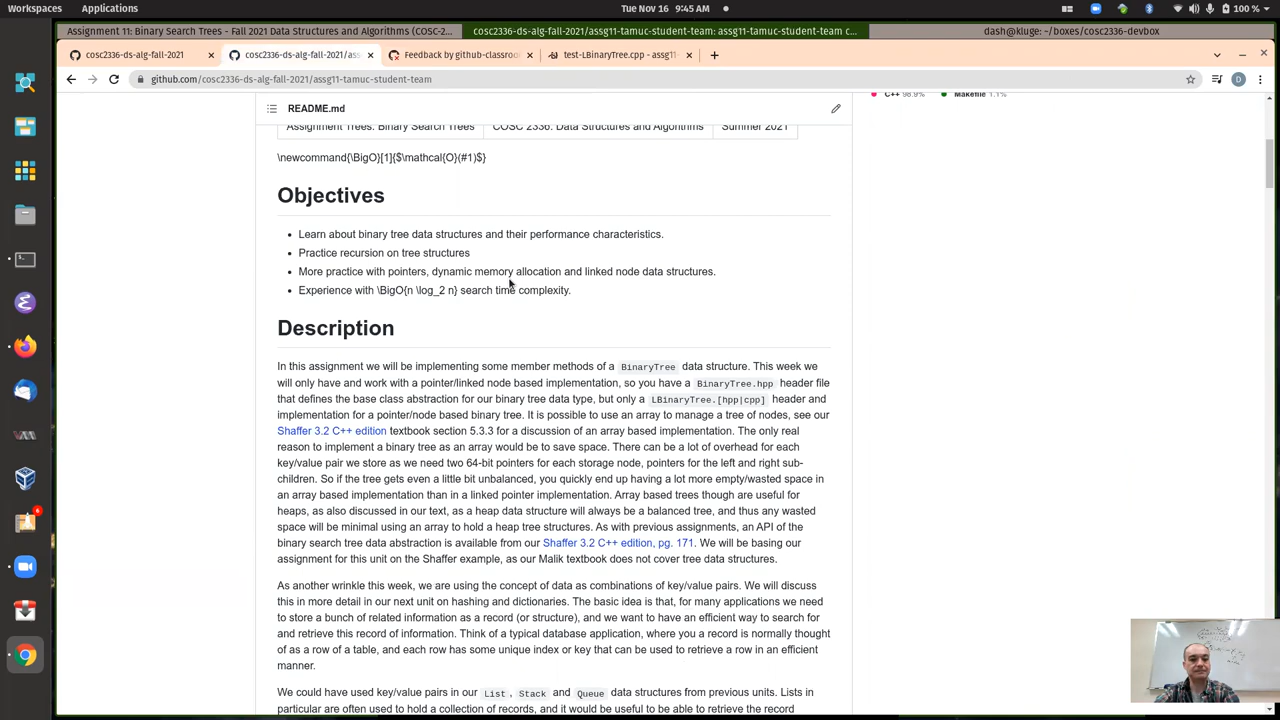 Workspaces Applications Tue Nov 16 9:45 AM 100 %
Assignment 11: Binary Search Trees - Fall 2021 Data Structures and Algorithms (COSC-2...
cosc2336-ds-alg-fall-2021/assg11-tamuc-student-team: assg11-tamuc-student-team c...
dash@kluge: ~/boxes/cosc2336-devbox
cosc2336-ds-alg-fall-2021
cosc2336-ds-alg-fall-2021/ass
Feedback by github-classroo
test-LBinaryTree.cpp - assg11
github.com/cosc2336-ds-alg-fall-2021/assg11-tamuc-student-team
D
C++ 98.9% Makefile 1.1%
README.md
Assignment Trees: Binary Search Trees COSC 2336: Data Structures and Algorithms Summer 2021
\newcommand{\BigO}[1]{$\mathcal{O}(#1)$}
Objectives
• Learn about binary tree data structures and their performance characteristics.
• Practice recursion on tree structures
• More practice with pointers, dynamic memory allocation and linked node data structures.
• Experience with \BigO{n \log_2 n} search time complexity.
Description
In this assignment we will be implementing some member methods of a BinaryTree data structure. This week we
will only have and work with a pointer/linked node based implementation, so you have a BinaryTree.hpp header file
that defines the base class abstraction for our binary tree data type, but only a LBinaryTree.[hpp|cpp] header and
implementation for a pointer/node based binary tree. It is possible to use an array to manage a tree of nodes, see our
Shaffer 3.2 C++ edition textbook section 5.3.3 for a discussion of an array based implementation. The only real
reason to implement a binary tree as an array would be to save space. There can be a lot of overhead for each
key/value pair we store as we need two 64-bit pointers for each storage node, pointers for the left and right sub-
children. So if the tree gets even a little bit unbalanced, you quickly end up having a lot more empty/wasted space in
an array based implementation than in a linked pointer implementation. Array based trees though are useful for
heaps, as also discussed in our text, as a heap data structure will always be a balanced tree, and thus any wasted
space will be minimal using an array to hold a heap tree structures. As with previous assignments, an API of the
binary search tree data abstraction is available from our Shaffer 3.2 C++ edition, pg. 171. We will be basing our
assignment for this unit on the Shaffer example, as our Malik textbook does not cover tree data structures.
As another wrinkle this week, we are using the concept of data as combinations of key/value pairs. We will discuss
this in more detail in our next unit on hashing and dictionaries. The basic idea is that, for many applications we need
to store a bunch of related information as a record (or structure), and we want to have an efficient way to search for
and retrieve this record of information. Think of a typical database application, where you a record is normally thought
of as a row of a table, and each row has some unique index or key that can be used to retrieve a row in an efficient
manner.
We could have used key/value pairs in our List, Stack and Queue data structures from previous units. Lists in
particular are often used to hold a collection of records, and it would be useful to be able to retrieve the record